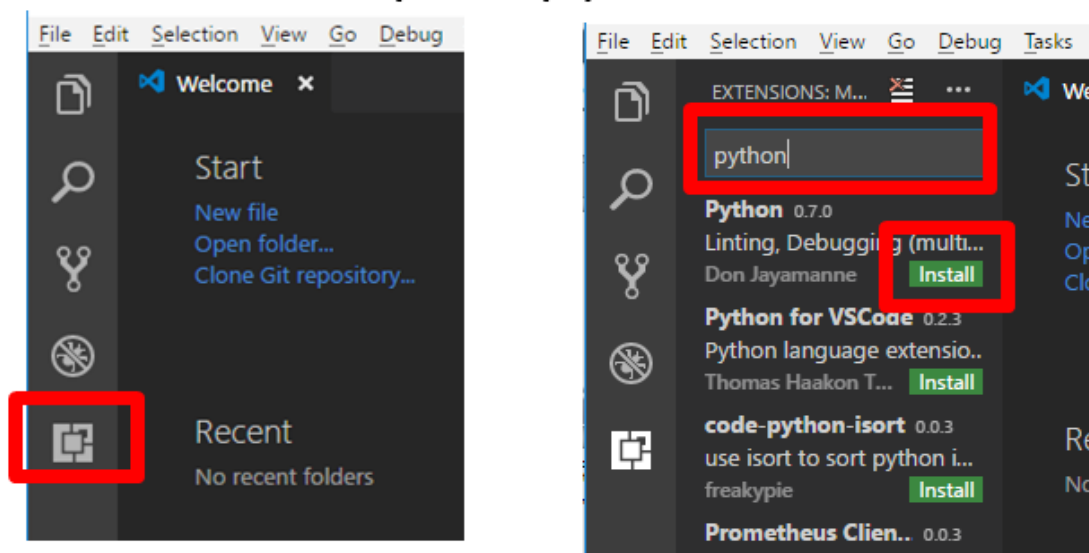 File Edit Selection View Go Debug
Welcome ×
Start
New file
Open folder...
Clone Git repository...
Recent
No recent folders
File Edit Selection View Go Debug Tasks
EXTENSIONS: M... ...
python
Python 0.7.0
Linting, Debugging (multi...
Don Jayamanne Install
Python for VSCode 0.2.3
Python language extensio..
Thomas Haakon T... Install
code-python-isort 0.0.3
use isort to sort python i...
freakypie Install
Prometheus Clien.. 0.0.3